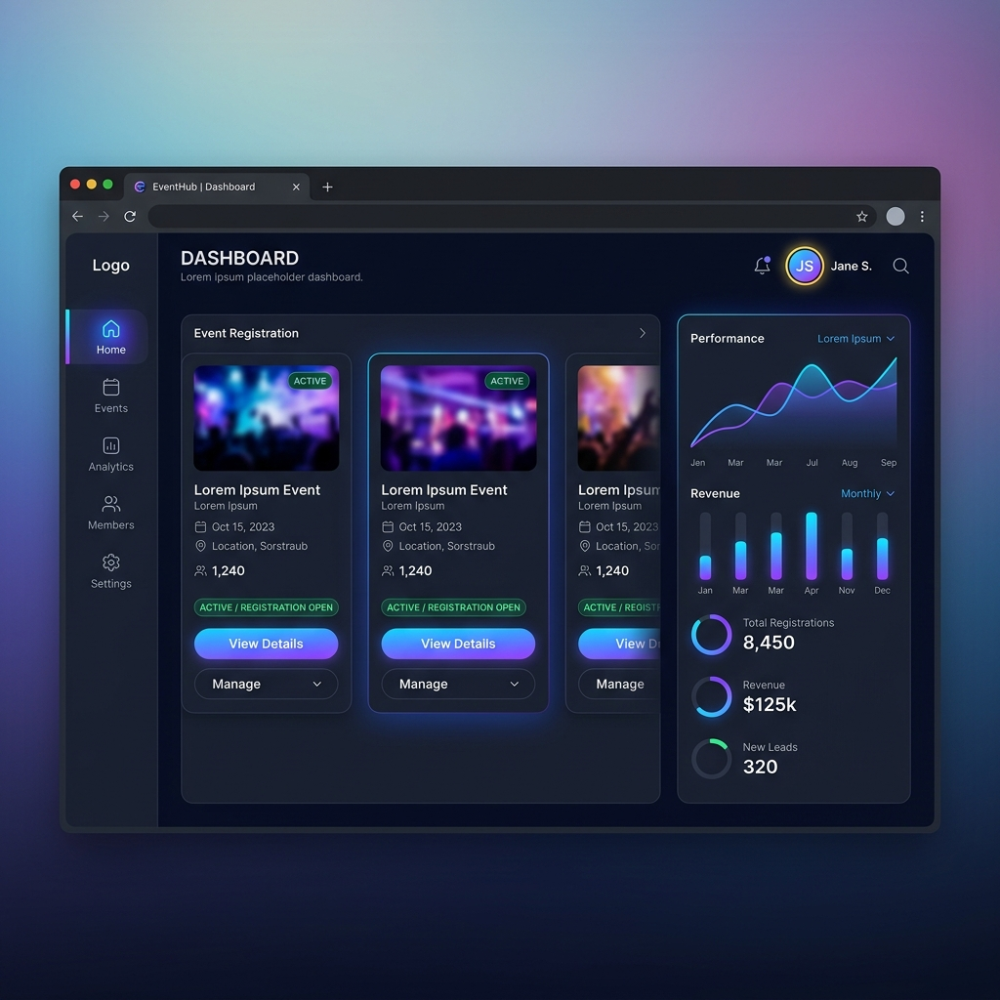 EventHub | Dashboard
Logo
DASHBOARD
Lorem ipsum placeholder dashboard.
JS
Jane S.
Home
Events
Analytics
Members
Settings
Event Registration
ACTIVE
Lorem Ipsum Event
Lorem Ipsum
Oct 15, 2023
Location, Sorstraub
1,240
ACTIVE / REGISTRATION OPEN
View Details
Manage
ACTIVE
Lorem Ipsum Event
Lorem Ipsum
Oct 15, 2023
Location, Sorstraub
1,240
ACTIVE / REGISTRATION OPEN
View Details
Manage
Lorem Ipsum
Lorem Ipsum
Oct 15, 2023
Location, Sor
1,240
ACTIVE / REGIST
View D
Manage
Performance
Lorem Ipsum
Jen Mar Mar Jul Aug Sep
Revenue
Monthly
Jan Mar Mar Apr Nov Dec
Total Registrations
8,450
Revenue
$125k
New Leads
320